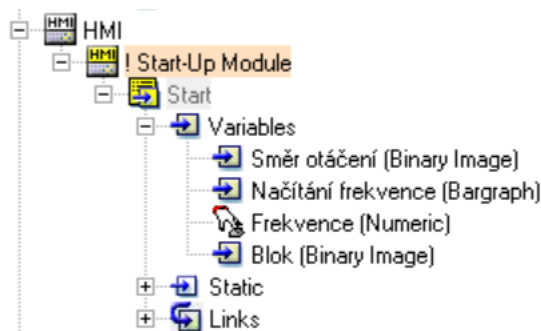 HMI
! Start-Up Module
Start
Variables
Směr otáčení (Binary Image)
Načítání frekvence (Bargraph)
Frekvence (Numeric)
Blok (Binary Image)
Static
Links